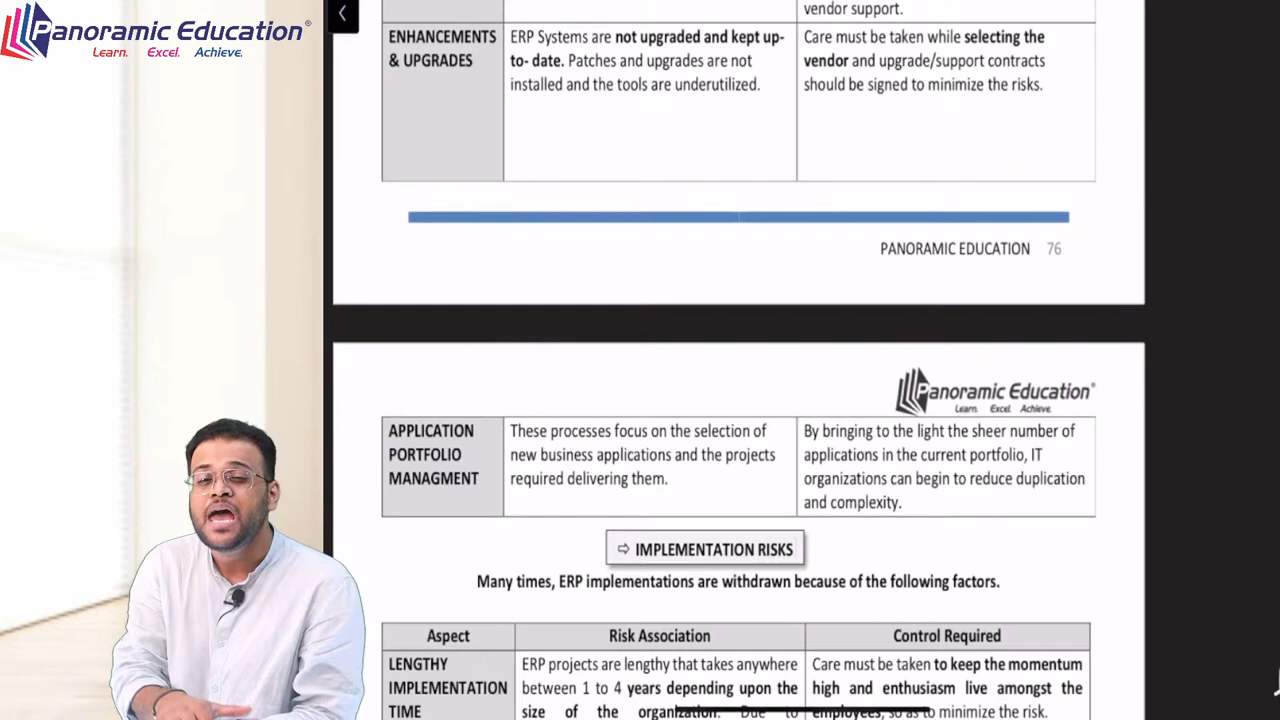 Panoramic Education®
Learn. Excel. Achieve.
vendor support.
ENHANCEMENTS
& UPGRADES
ERP Systems are not upgraded and kept up-
to- date. Patches and upgrades are not
installed and the tools are underutilized.
Care must be taken while selecting the
vendor and upgrade/support contracts
should be signed to minimize the risks.
PANORAMIC EDUCATION 76
Panoramic Education®
Learn. Excel. Achieve.
APPLICATION
PORTFOLIO
MANAGMENT
These processes focus on the selection of
new business applications and the projects
required delivering them.
By bringing to the light the sheer number of
applications in the current portfolio, IT
organizations can begin to reduce duplication
and complexity.
⇨ IMPLEMENTATION RISKS
Many times, ERP implementations are withdrawn because of the following factors.
Aspect Risk Association Control Required
LENGTHY
IMPLEMENTATION
TIME
ERP projects are lengthy that takes anywhere
between 1 to 4 years depending upon the
size of the organization. Due to
Care must be taken to keep the momentum
high and enthusiasm live amongst the
employees, so as to minimize the risk.